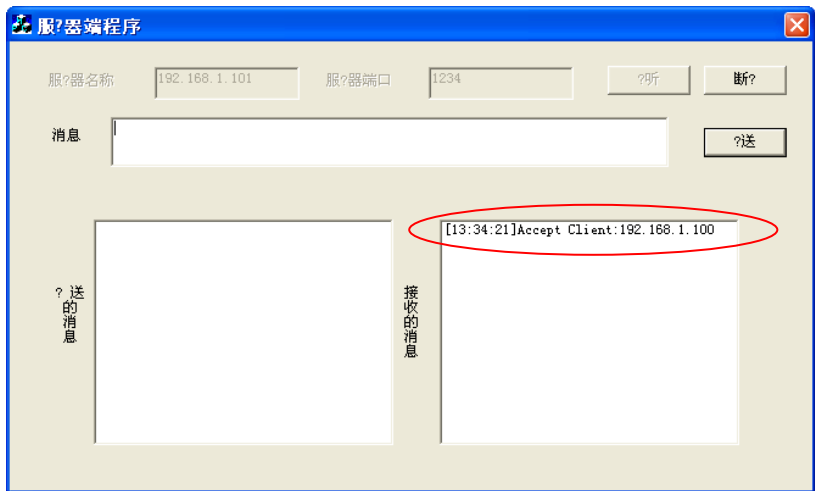 服?器端程序
服?器名称 192.168.1.101 服?器端口 1234 ?听 断?
消息 ?送
[13:34:21]Accept Client:192.168.1.100
?送的消息
接收的消息